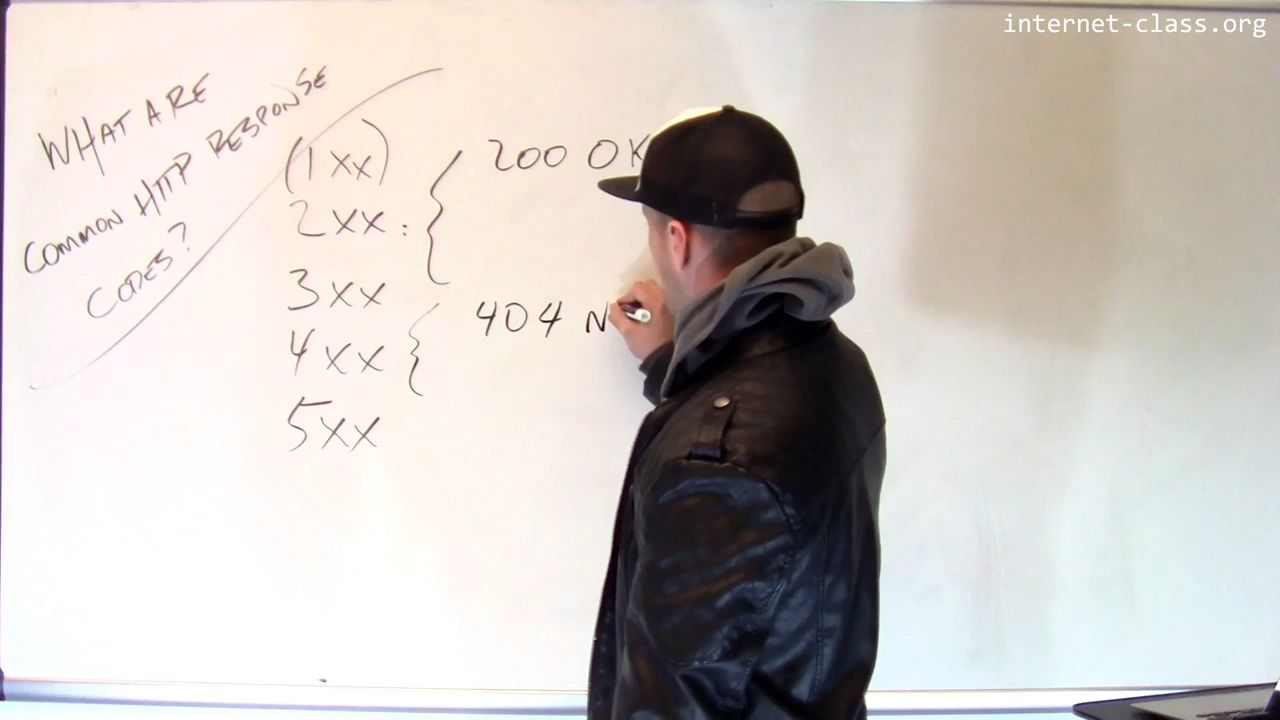 internet-class.org
WHAT ARE
COMMON HTTP RESPONSE
CODES?
(1xx)
2xx:
3xx
4xx
5xx
200 OK
404 N